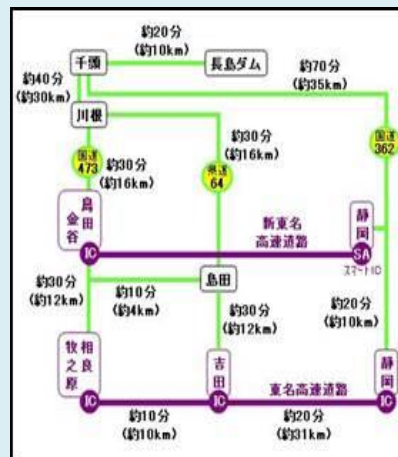 約20分
(約10km)
千頭
長島ダム
約70分
(約35km)
約40分
(約30km)
川根
国道
473
約30分
(約16km)
県道
64
約30分
(約16km)
国道
362
島田
金谷
IC
新東名
高速道路
静岡
SA
スマートIC
約30分
(約12km)
約10分
(約4km)
島田
約30分
(約12km)
約20分
(約10km)
相良
牧之原
IC
吉田
IC
東名高速道路
静岡
IC
約10分
(約10km)
約20分
(約31km)